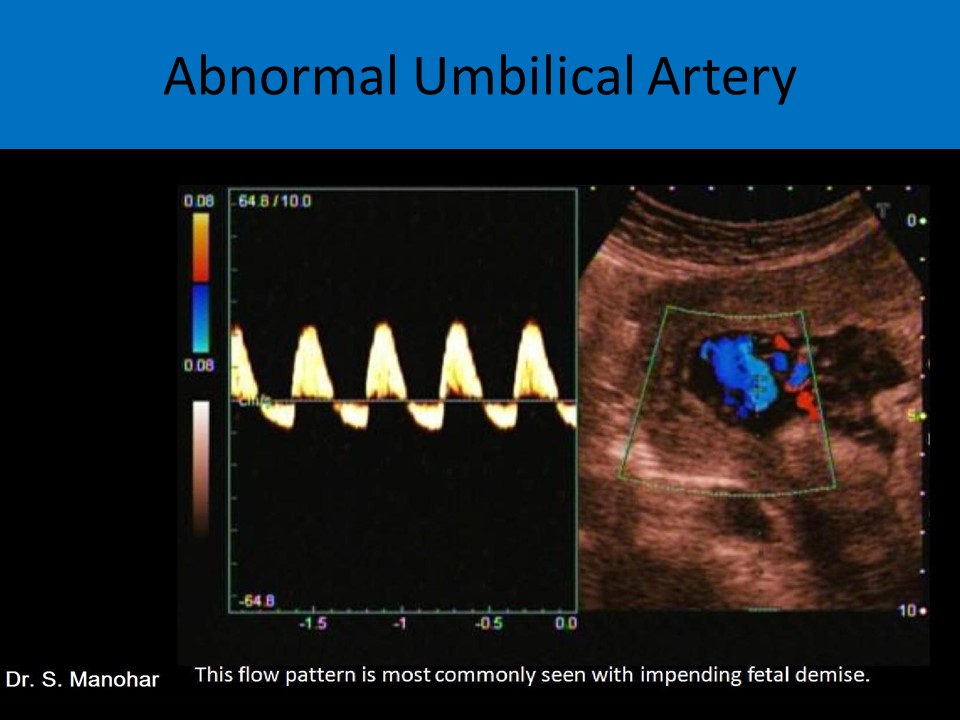 Abnormal Umbilical Artery
0.08
64.8 / 10.0
T
0
0.08
cm/s
5
-64.8
10
-1.5 -1 -0.5 0.0
This flow pattern is most commonly seen with impending fetal demise.
Dr. S. Manohar